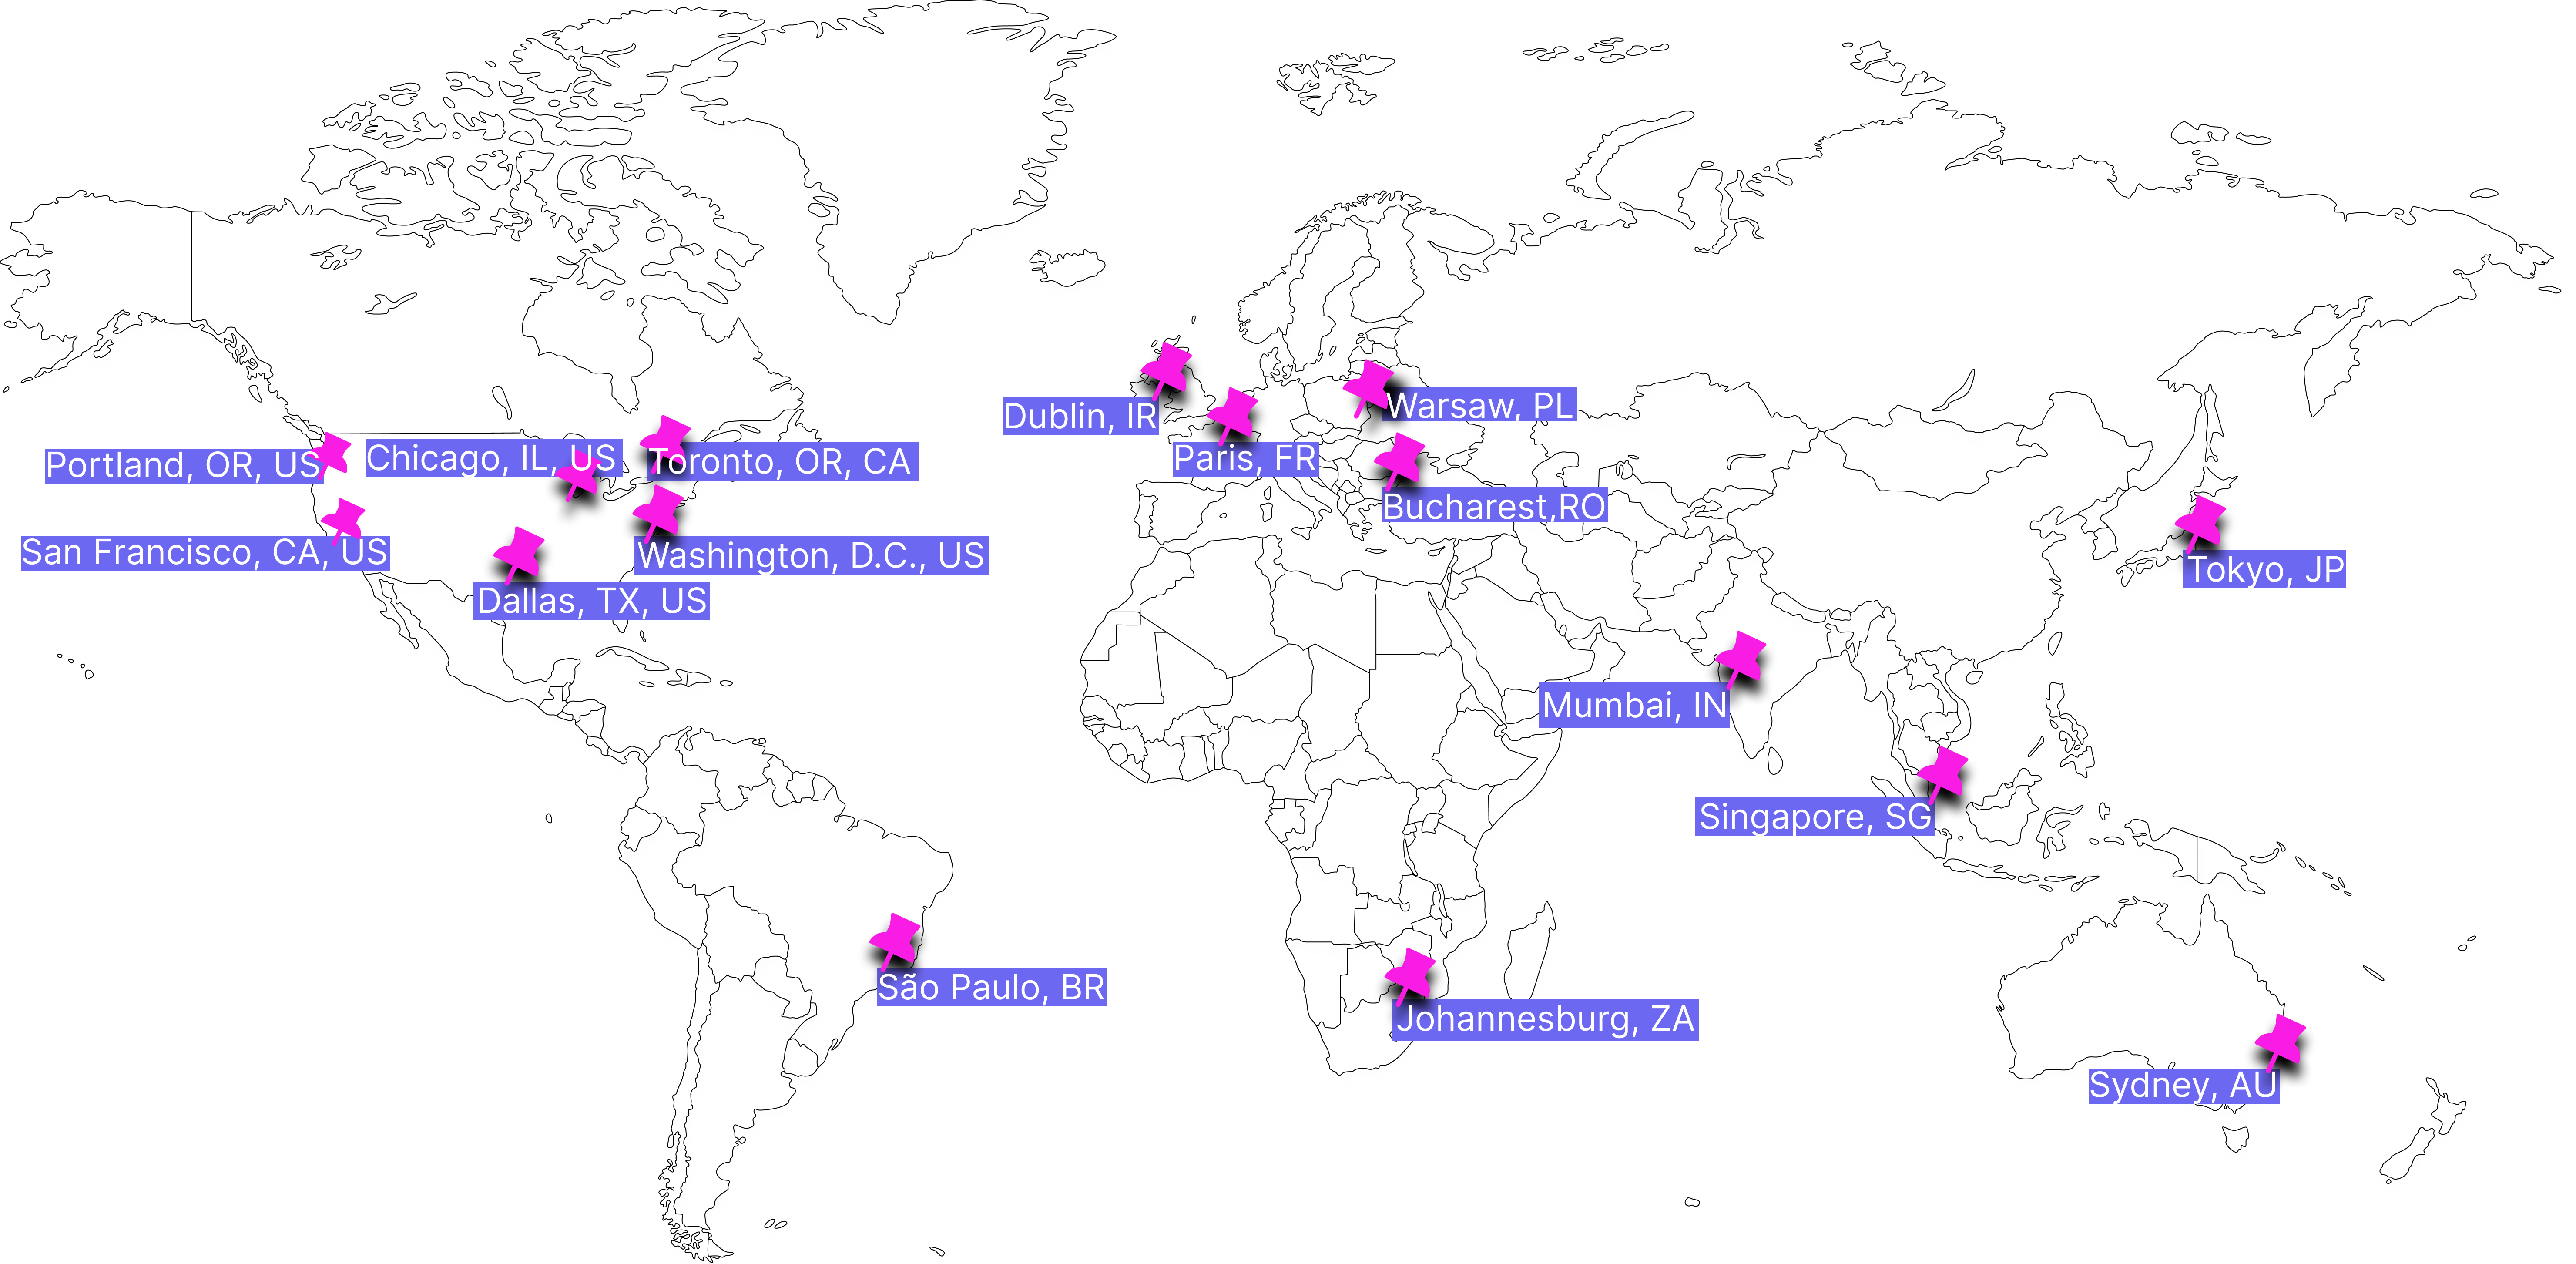 Dublin, IR
Warsaw, PL
Portland, OR, US
Chicago, IL, US
Toronto, OR, CA
Paris, FR
Bucharest,RO
San Francisco, CA, US
Washington, D.C., US
Tokyo, JP
Dallas, TX, US
Mumbai, IN
Singapore, SG
São Paulo, BR
Johannesburg, ZA
Sydney, AU